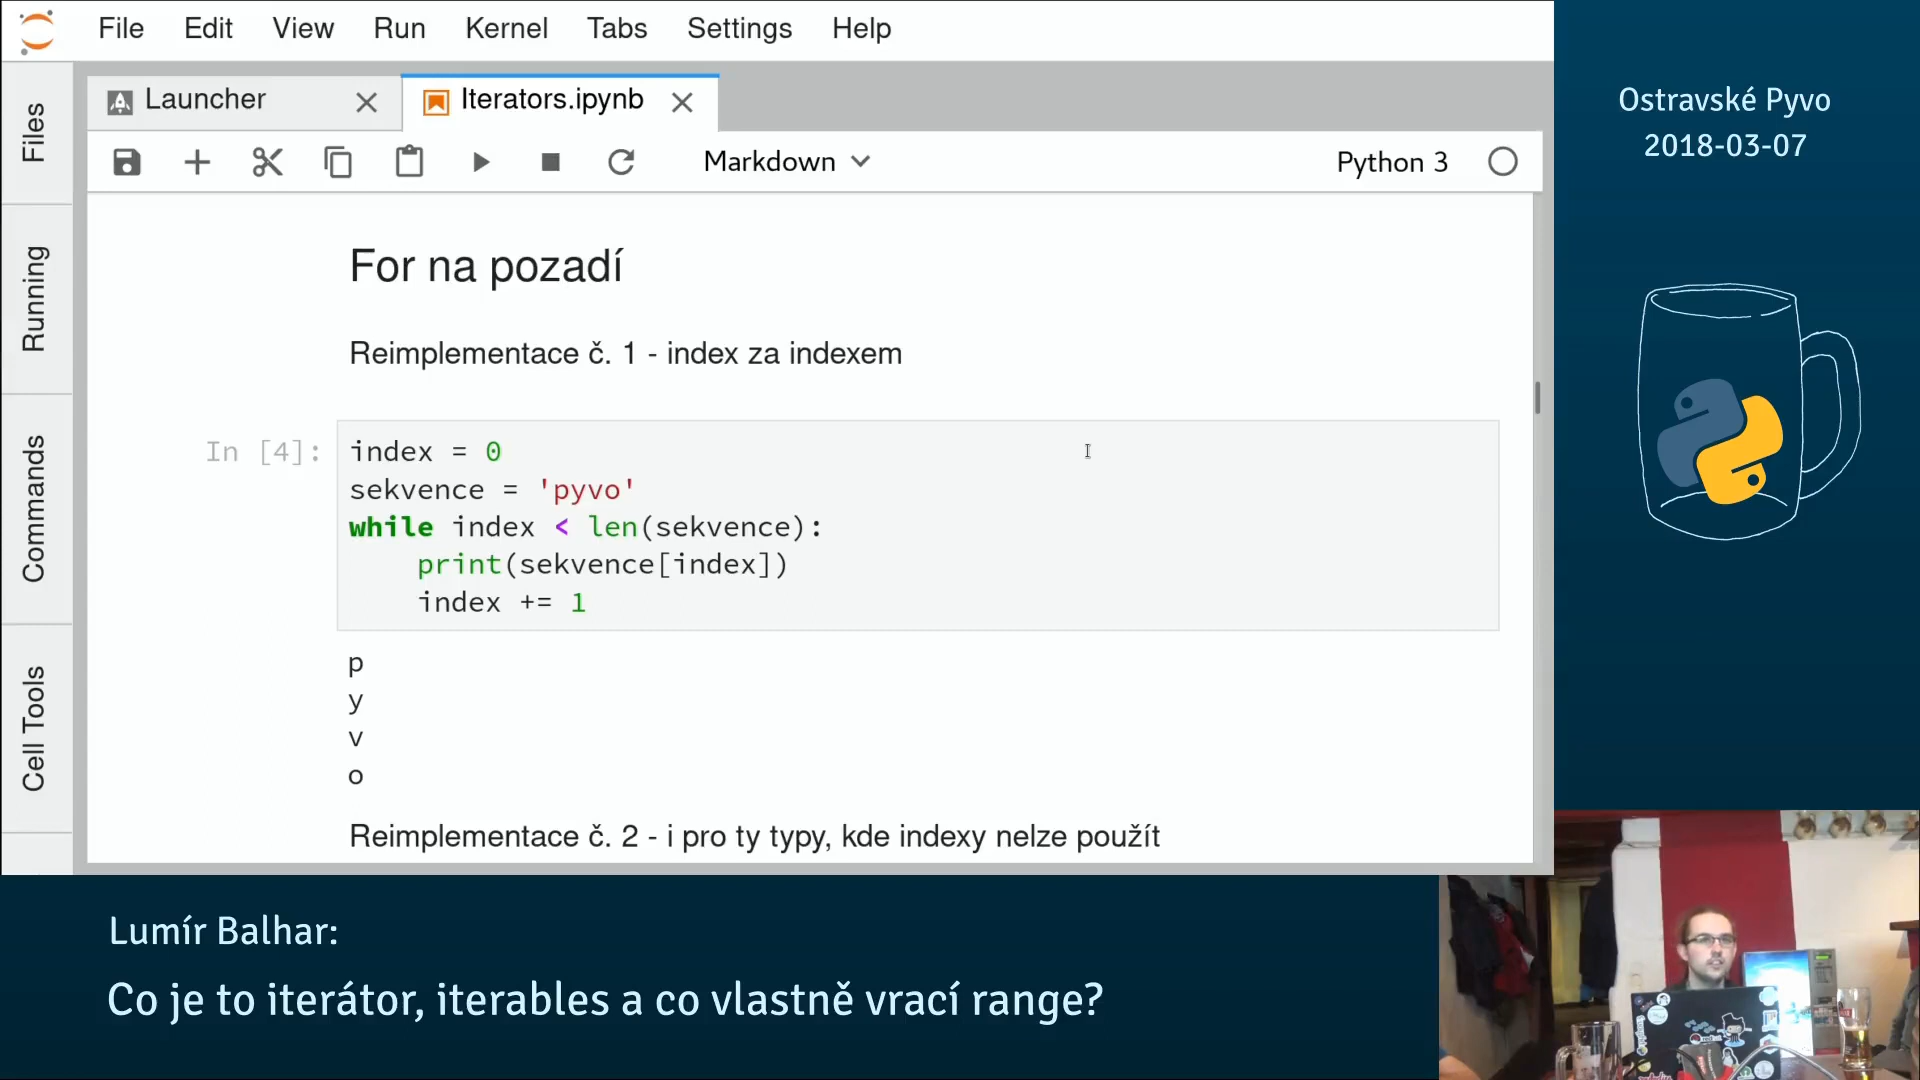 File Edit View Run Kernel Tabs Settings Help
Launcher
Iterators.ipynb
Markdown
Python 3
Files
Running
Commands
Cell Tools
For na pozadí
Reimplementace č. 1 - index za indexem
In [4]:
index = 0
sekvence = 'pyvo'
while index < len(sekvence):
    print(sekvence[index])
    index += 1
p
y
v
o
Reimplementace č. 2 - i pro ty typy, kde indexy nelze použít
Ostravské Pyvo
2018-03-07
Lumír Balhar:
Co je to iterátor, iterables a co vlastně vrací range?